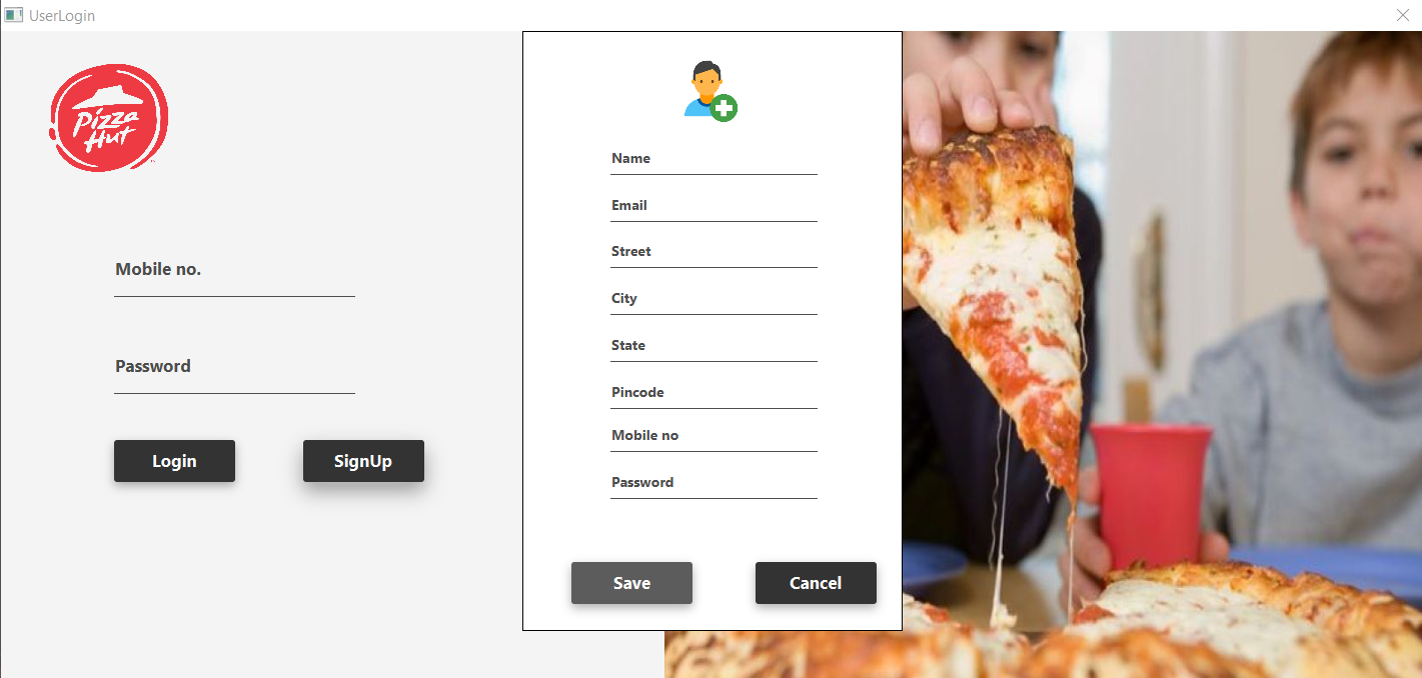 UserLogin
Pizza
Hut
Mobile no.
Password
Login
SignUp
Name
Email
Street
City
State
Pincode
Mobile no
Password
Save
Cancel